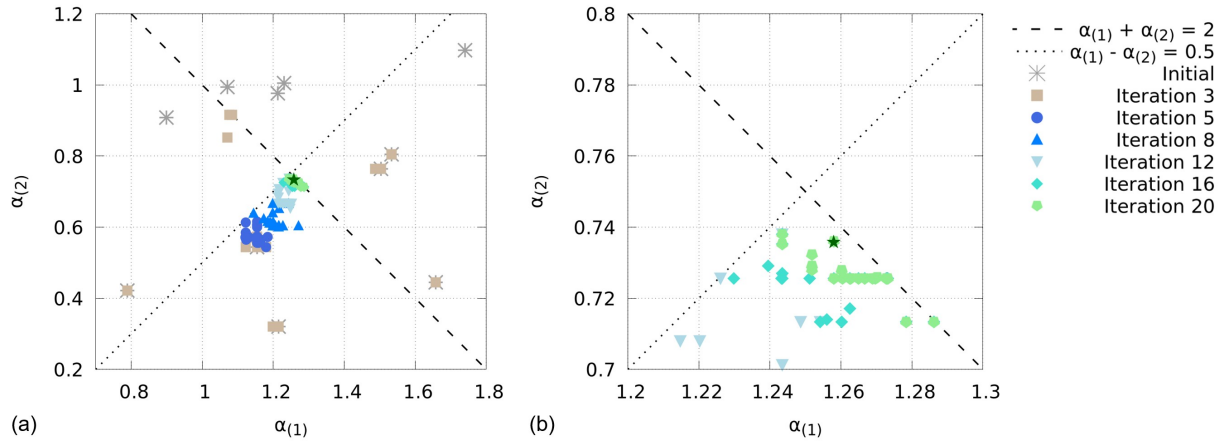 1.2
1
0.8
0.6
0.4
0.2
α(2)
0.8
1
1.2
1.4
1.6
1.8
α(1)
(a)
0.8
0.78
0.76
0.74
0.72
0.7
α(2)
1.2
1.22
1.24
1.26
1.28
1.3
α(1)
(b)
α(1) + α(2) = 2
α(1) - α(2) = 0.5
Initial
Iteration 3
Iteration 5
Iteration 8
Iteration 12
Iteration 16
Iteration 20